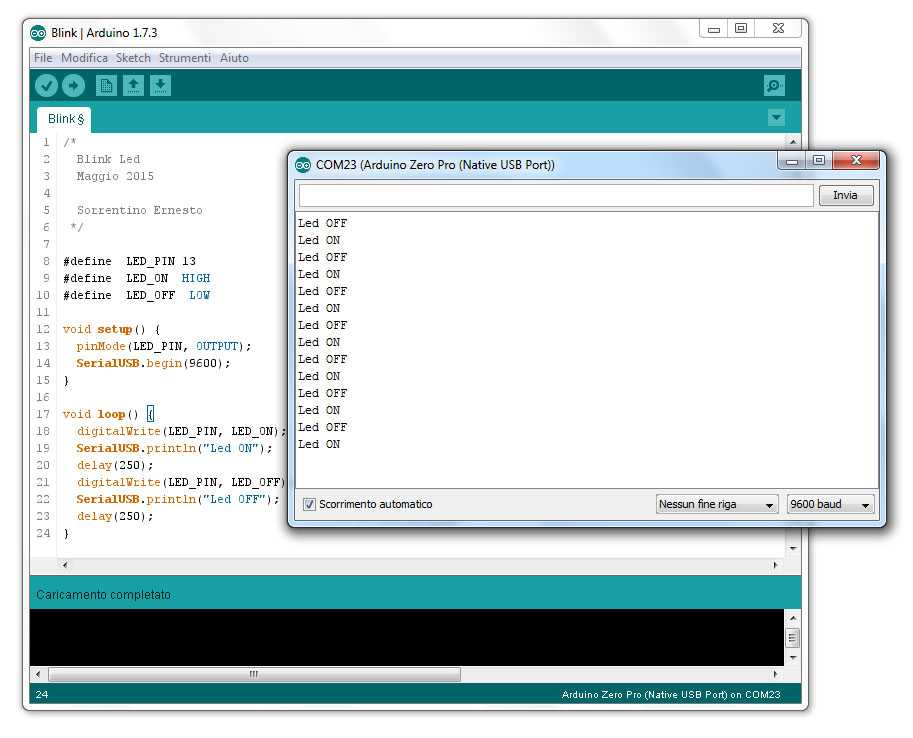 Blink | Arduino 1.7.3
File Modifica Sketch Strumenti Aiuto
Blink §
1 /*
2 Blink Led
3 Maggio 2015
4
5 Sorrentino Ernesto
6 */
7
8 #define LED_PIN 13
9 #define LED_ON HIGH
10 #define LED_OFF LOW
11
12 void setup() {
13 pinMode(LED_PIN, OUTPUT);
14 SerialUSB.begin(9600);
15 }
16
17 void loop() {
18 digitalWrite(LED_PIN, LED_ON);
19 SerialUSB.println("Led ON");
20 delay(250);
21 digitalWrite(LED_PIN, LED_OFF)
22 SerialUSB.println("Led OFF");
23 delay(250);
24 }
COM23 (Arduino Zero Pro (Native USB Port))
Invia
Led OFF
Led ON
Led OFF
Led ON
Led OFF
Led ON
Led OFF
Led ON
Led OFF
Led ON
Led OFF
Led ON
Led OFF
Led ON
Scorrimento automatico
Nessun fine riga
9600 baud
Caricamento completato
24
Arduino Zero Pro (Native USB Port) on COM23